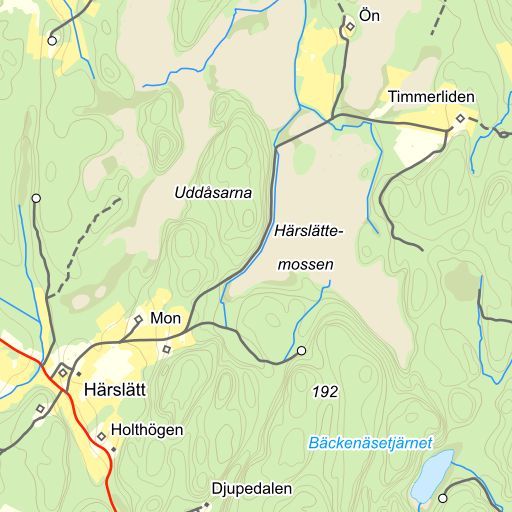 Ön
Timmerliden
Uddåsarna
Härslätte-
mossen
Mon
Härslätt
192
Holthögen
Bäckenäsetjärnet
Djupedalen